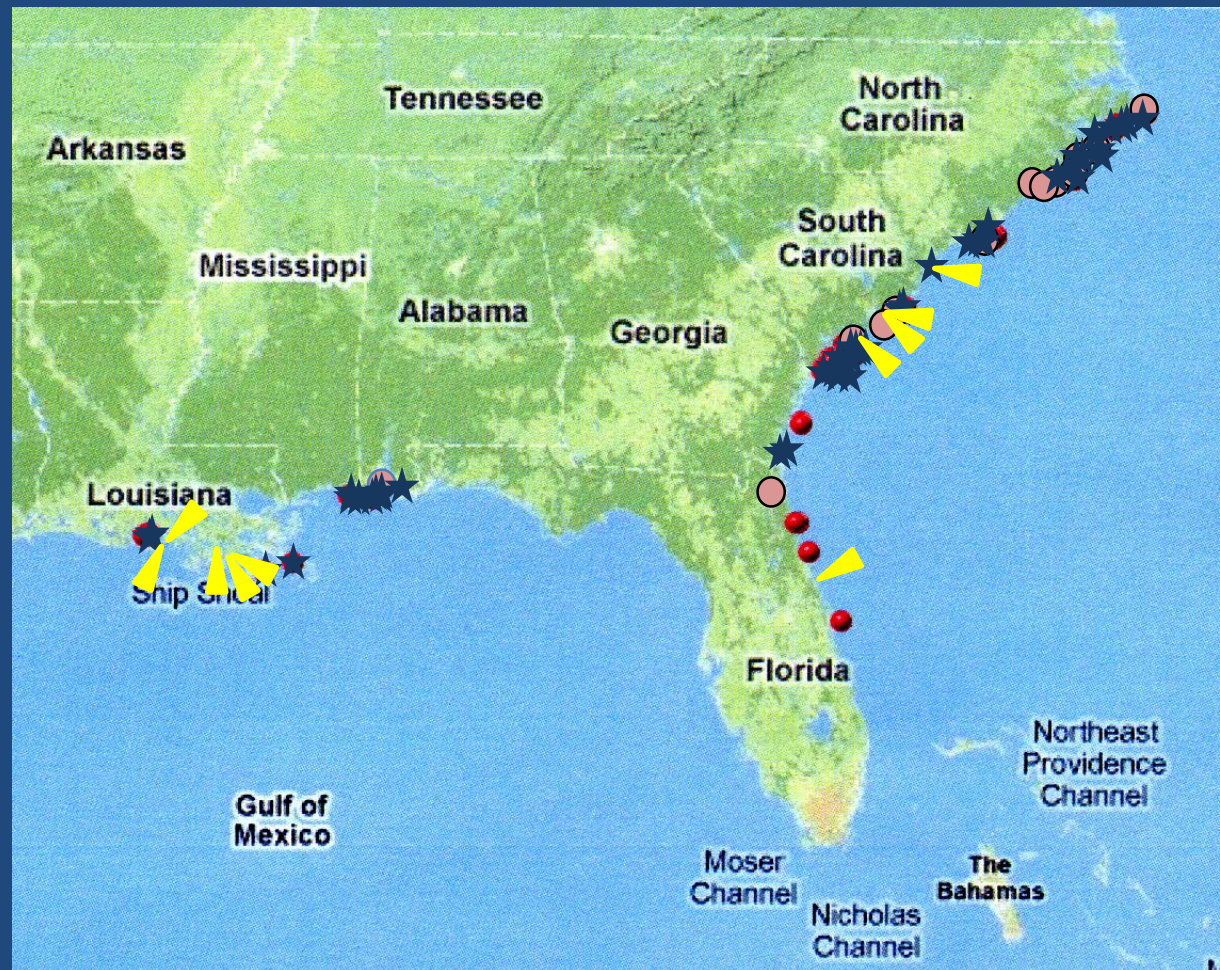 Tennessee
North
Carolina
Arkansas
South
Carolina
Mississippi
Alabama
Georgia
Louisiana
Ship Shoal
Florida
Northeast
Providence
Channel
Gulf of
Mexico
Moser
Channel
The
Bahamas
Nicholas
Channel